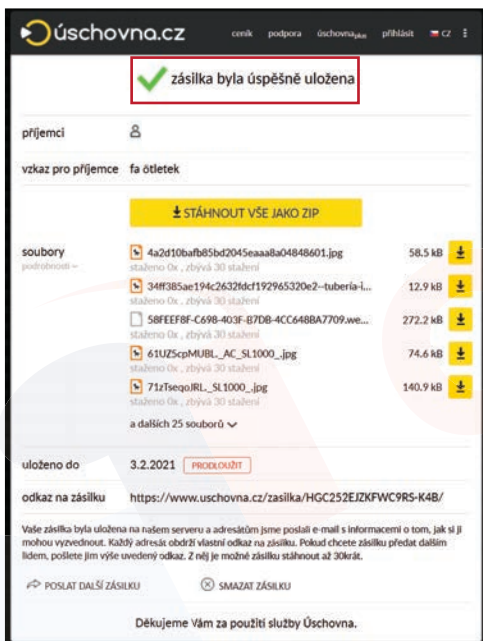 úschovna.cz
ceník podpora úschovna plus přihlásit CZ
zásilka byla úspěšně uložena
příjemci
vzkaz pro příjemce fa ötletek
STÁHNOUT VŠE JAKO ZIP
soubory 4a2d10bafb85bd2045eaaa8a04848601.jpg 58.5 kB
podrobnosti staženo 0x , zbývá 30 stažení
34ff385ae194c2632fdcf192965320e2--tubería-i... 12.9 kB
staženo 0x , zbývá 30 stažení
58FEEF8F-C698-403F-B7DB-4CC648BA7709.we... 272.2 kB
staženo 0x , zbývá 30 stažení
61UZ5cpMUBL._AC_SL1000_.jpg 74.6 kB
staženo 0x , zbývá 30 stažení
71zTseqoJRL._SL1000_.jpg 140.9 kB
staženo 0x , zbývá 30 stažení
a dalších 25 souborů
uloženo do 3.2.2021 PRODLOUŽIT
odkaz na zásilku https://www.uschovna.cz/zasilka/HGC252EJZKFWC9RS-K4B/
Vaše zásilka byla uložena na našem serveru a adresátům jsme poslali e-mail s informacemi o tom, jak si ji
mohou vyzvednout. Každý adresát obdrží vlastní odkaz na zásilku. Pokud chcete zásilku předat dalším
lidem, pošlete jim výše uvedený odkaz. Z něj je možné zásilku stáhnout až 30krát.
POSLAT DALŠÍ ZÁSILKU SMAZAT ZÁSILKU
Děkujeme Vám za použití služby Úschovna.